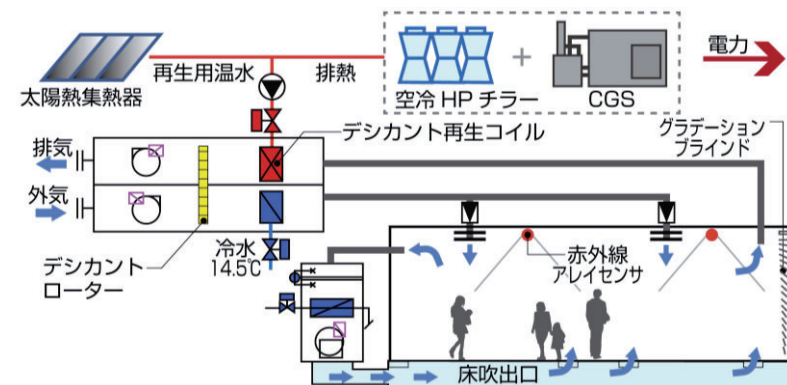 太陽熱集熱器
再生用温水
排熱
空冷HPチラー
+
CGS
電力
デシカント再生コイル
グラデーション
ブラインド
排気
外気
デシカント
ローター
冷水
14.5℃
赤外線
アレイセンサ
床吹出口